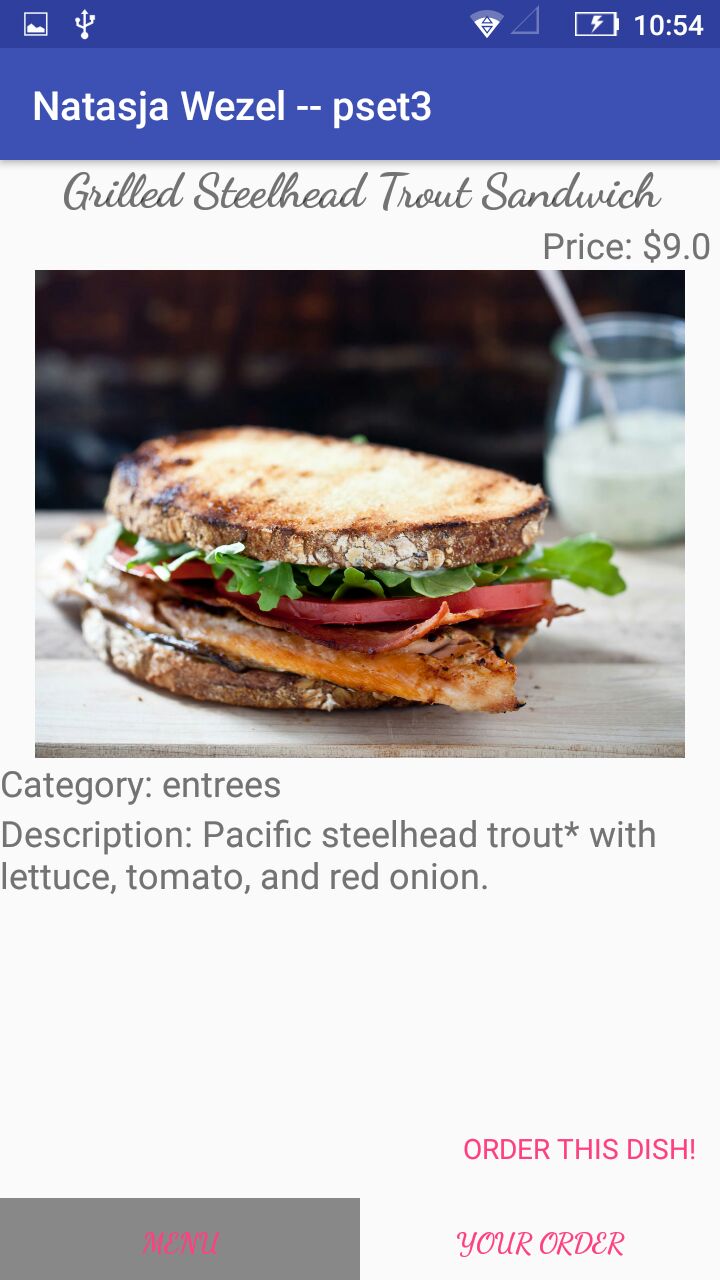 10:54
Natasja Wezel -- pset3
Grilled Steelhead Trout Sandwich
Price: $9.0
Category: entrees
Description: Pacific steelhead trout* with
lettuce, tomato, and red onion.
ORDER THIS DISH!
MENU
YOUR ORDER